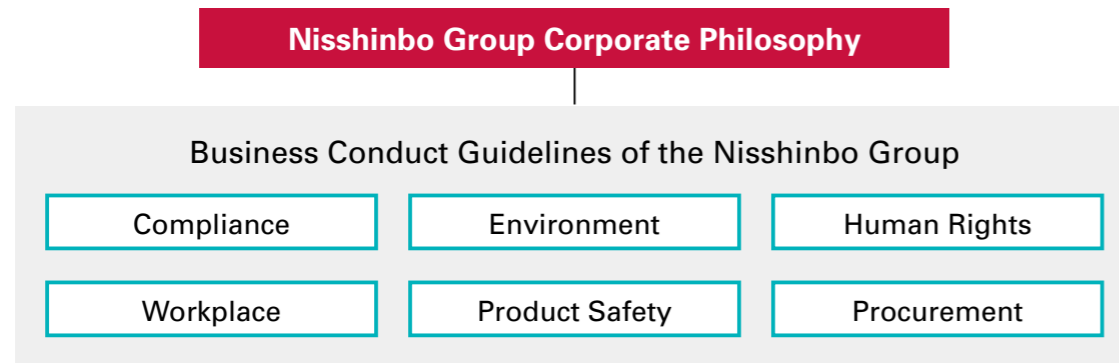 Nisshinbo Group Corporate Philosophy
Business Conduct Guidelines of the Nisshinbo Group
Compliance
Environment
Human Rights
Workplace
Product Safety
Procurement